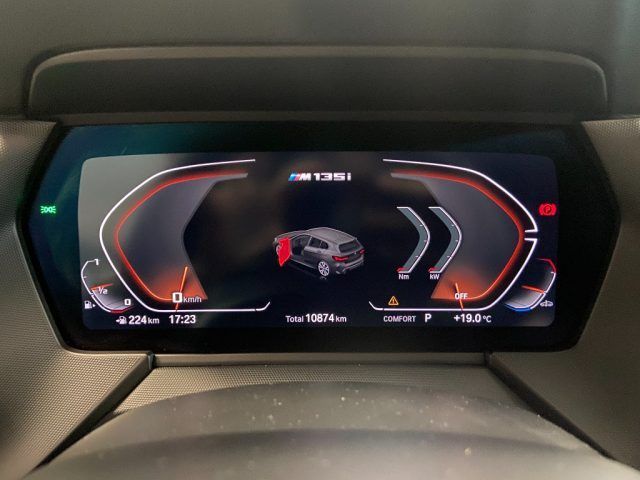 M135i
P
Nm kW
1
1/2
0
0 km/h
OFF
224 km 17:23 Total 10874 km COMFORT P +19.0 °C